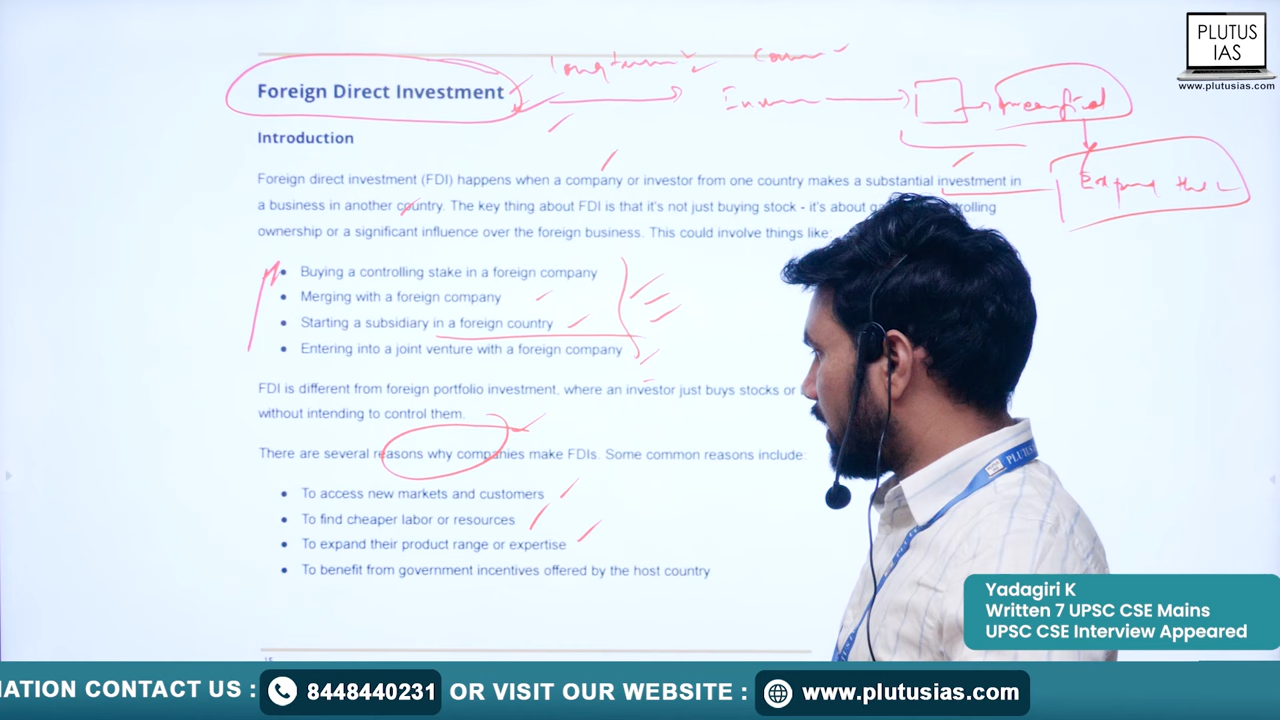 PLUTUS
IAS
www.plutusias.com
Long term
Foreign Direct Investment
Introduction
Foreign direct investment (FDI) happens when a company or investor from one country makes a substantial investment in
a business in another country. The key thing about FDI is that it's not just buying stock - it's about
ownership or a significant influence over the foreign business. This could involve things like:
• Buying a controlling stake in a foreign company
• Merging with a foreign company
• Starting a subsidiary in a foreign country
• Entering into a joint venture with a foreign company
FDI is different from foreign portfolio investment, where an investor just buys stocks or
without intending to control them.
There are several reasons why companies make FDIs. Some common reasons include:
• To access new markets and customers
• To find cheaper labor or resources
• To expand their product range or expertise
• To benefit from government incentives offered by the host country
PLUTUS
Yadagiri K
Written 7 UPSC CSE Mains
UPSC CSE Interview Appeared
MATION CONTACT US : 8448440231 OR VISIT OUR WEBSITE : www.plutusias.com